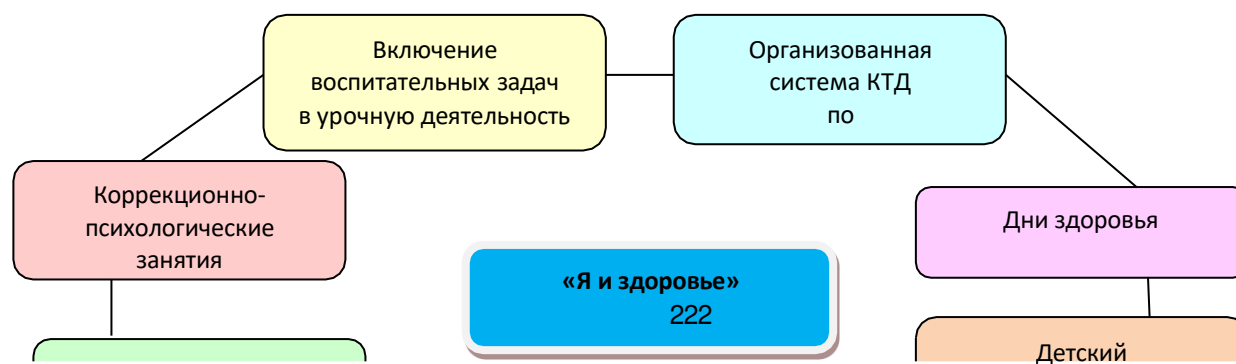 Включение
воспитательных задач
в урочную деятельность
Организованная
система КТД
по
Коррекционно-
психологические
занятия
Дни здоровья
«Я и здоровье»
222
Детский